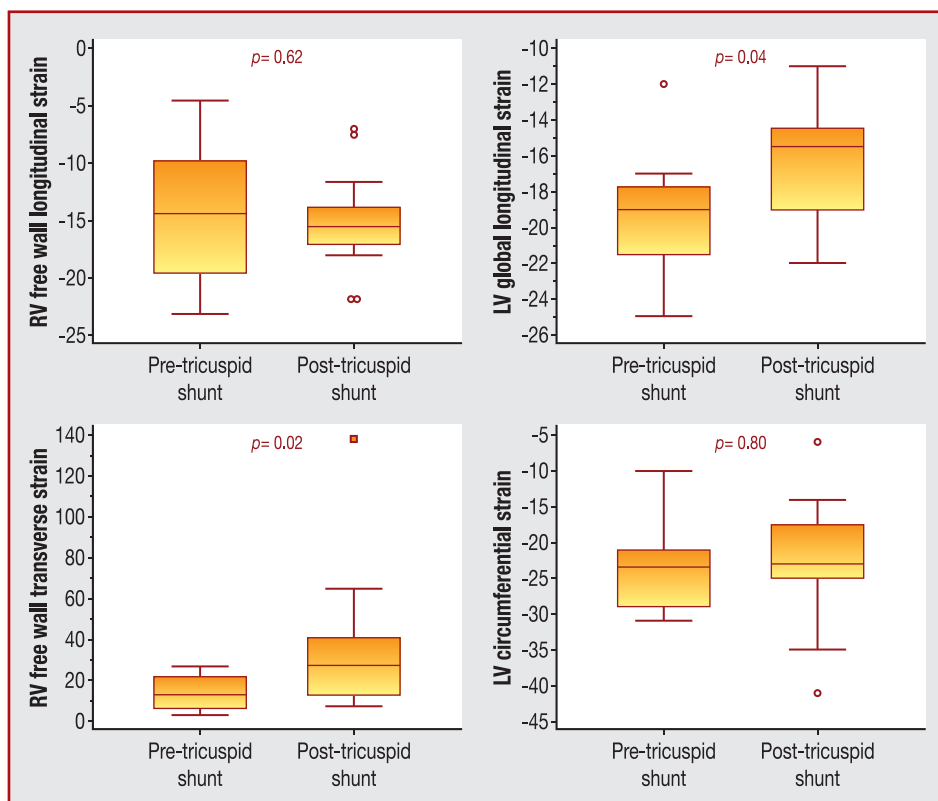 RV free wall longitudinal strain
0
-5
-10
-15
-20
-25
p= 0.62
Pre-tricuspid
shunt
Post-tricuspid
shunt
LV global longitudinal strain
-10
-12
-14
-16
-18
-20
-22
-24
-26
p= 0.04
Pre-tricuspid
shunt
Post-tricuspid
shunt
RV free wall transverse strain
140
120
100
80
60
40
20
0
p= 0.02
Pre-tricuspid
shunt
Post-tricuspid
shunt
LV circumferential strain
-5
-10
-15
-20
-25
-30
-35
-40
-45
p= 0.80
Pre-tricuspid
shunt
Post-tricuspid
shunt